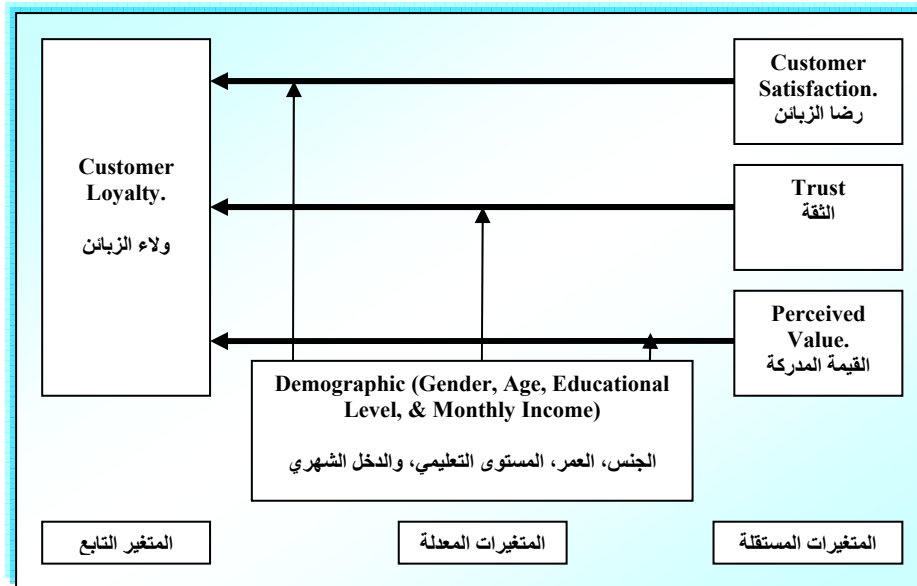 Customer
Satisfaction.
رضا الزبائن
Customer
Loyalty.
ولاء الزبائن
Trust
الثقة
Perceived
Value.
القيمة المدركة
Demographic (Gender, Age, Educational
Level, & Monthly Income)
الجنس، العمر، المستوى التعليمي، والدخل الشهري
المتغيرات المستقلة
المتغيرات المعدلة
المتغير التابع